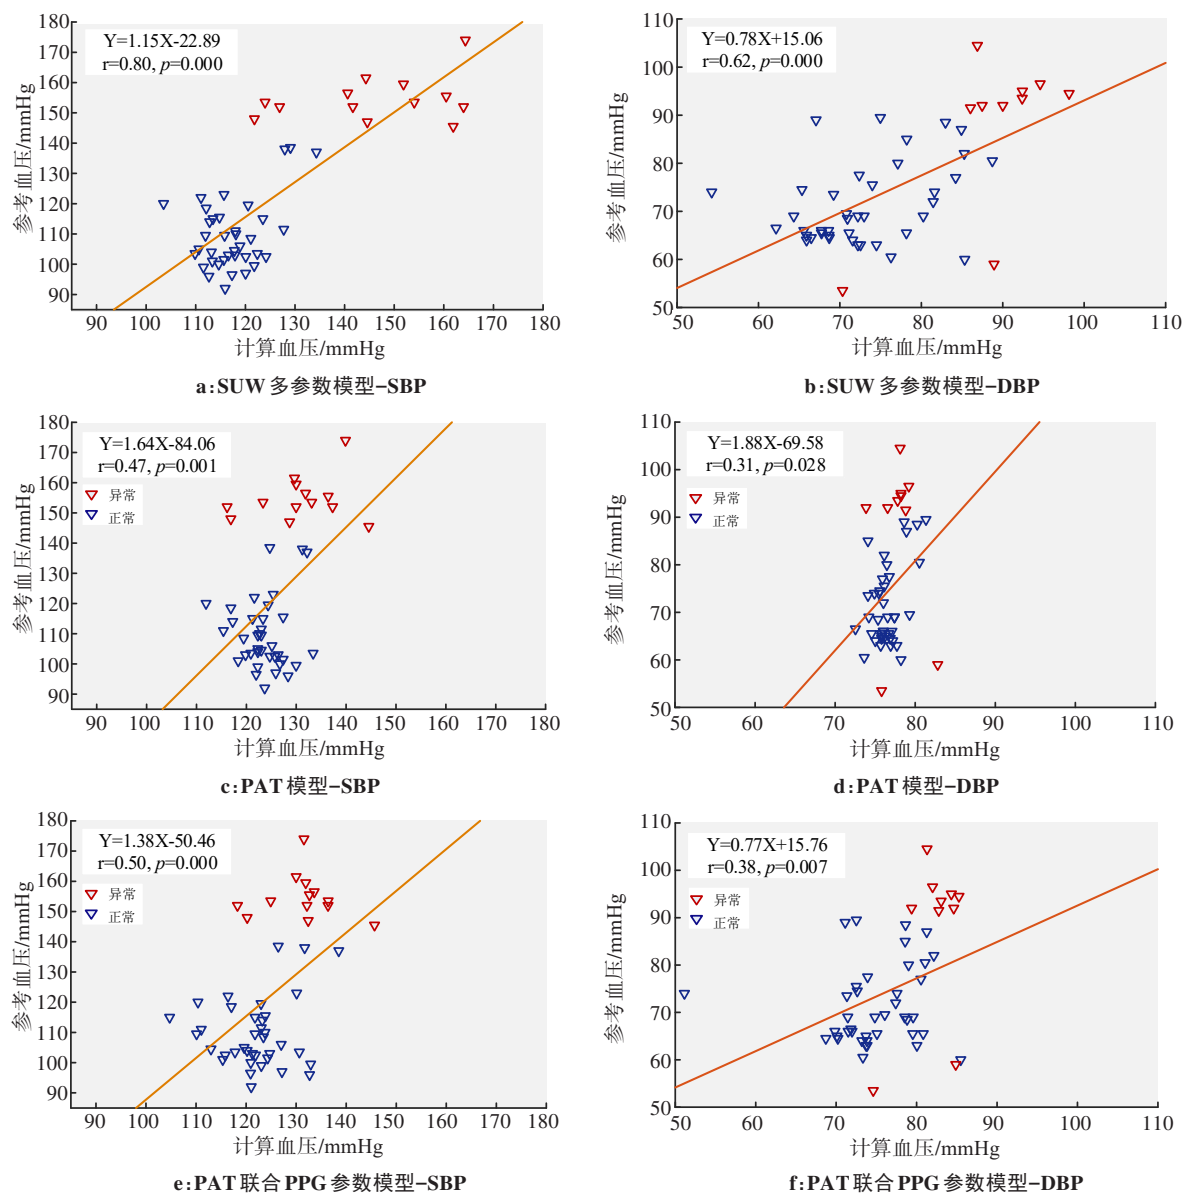 180
170
160
150
140
130
120
110
100
90
参考血压/mmHg
Y=1.15X-22.89
r=0.80, p=0.000
90 100 110 120 130 140 150 160 170 180
计算血压/mmHg
a:SUW 多参数模型-SBP
110
100
90
80
70
60
50
参考血压/mmHg
Y=0.78X+15.06
r=0.62, p=0.000
50 60 70 80 90 100 110
计算血压/mmHg
b:SUW 多参数模型-DBP
180
170
160
150
140
130
120
110
100
90
参考血压/mmHg
Y=1.64X-84.06
r=0.47, p=0.001
异常
正常
90 100 110 120 130 140 150 160 170 180
计算血压/mmHg
c:PAT 模型-SBP
110
100
90
80
70
60
50
参考血压/mmHg
Y=1.88X-69.58
r=0.31, p=0.028
异常
正常
50 60 70 80 90 100 110
计算血压/mmHg
d:PAT 模型-DBP
180
170
160
150
140
130
120
110
100
90
参考血压/mmHg
Y=1.38X-50.46
r=0.50, p=0.000
异常
正常
90 100 110 120 130 140 150 160 170 180
计算血压/mmHg
e:PAT 联合 PPG 参数模型-SBP
110
100
90
80
70
60
50
参考血压/mmHg
Y=0.77X+15.76
r=0.38, p=0.007
异常
正常
50 60 70 80 90 100 110
计算血压/mmHg
f:PAT 联合 PPG 参数模型-DBP